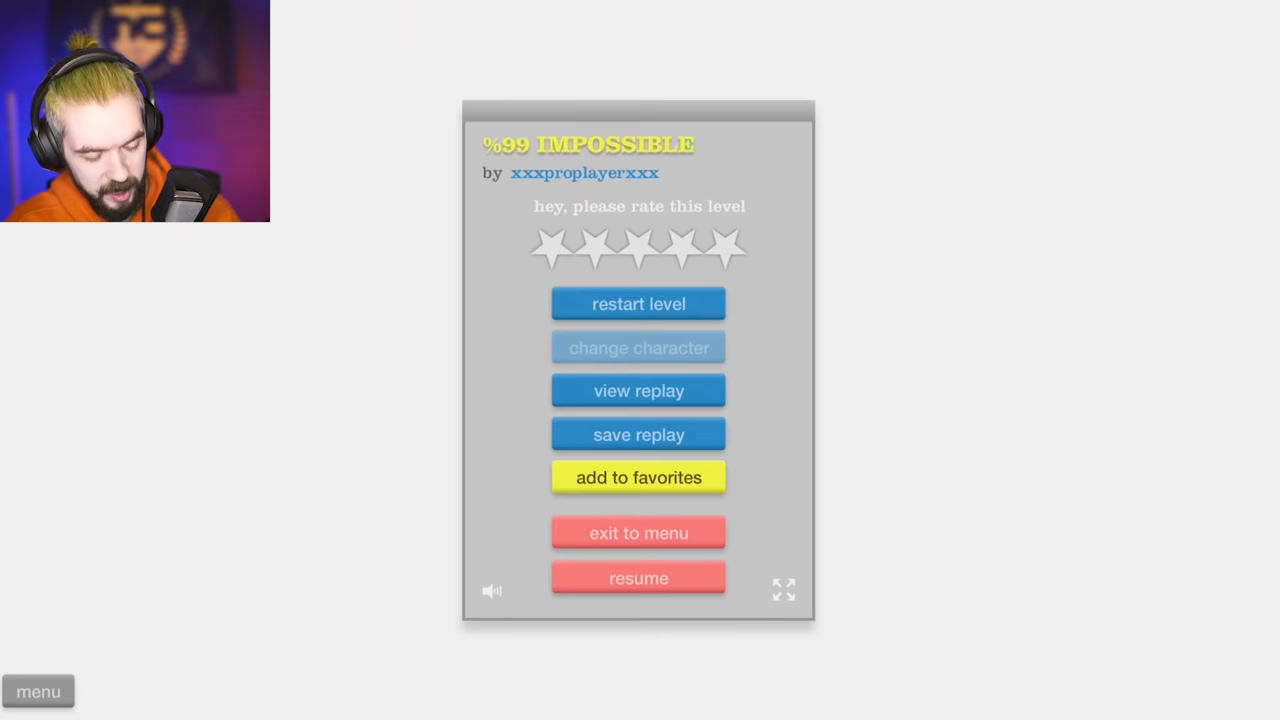 %99 IMPOSSIBLE
by xxxproplayerxxx
hey, please rate this level
restart level
change character
view replay
save replay
add to favorites
exit to menu
resume
menu